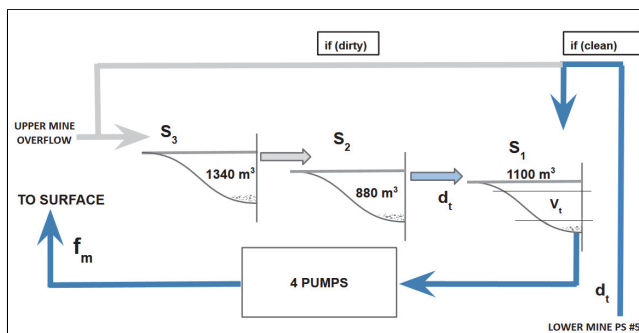 if (dirty)
if (clean)
UPPER MINE
OVERFLOW
S3
S2
S1
1340 m³
880 m³
1100 m³
Vt
dt
TO SURFACE
fm
4 PUMPS
dt
LOWER MINE PS #5